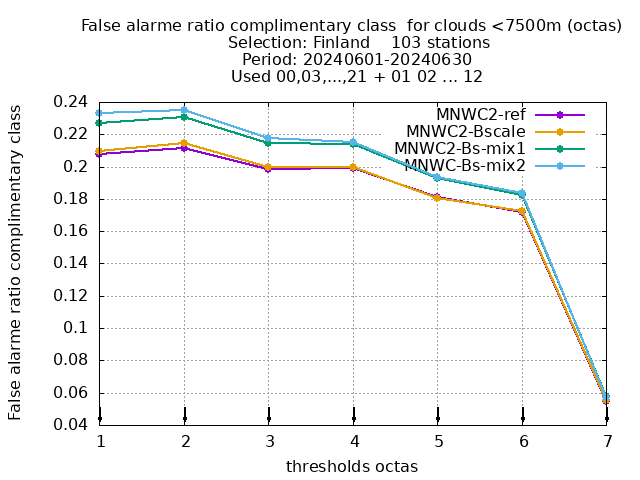 False alarme ratio complimentary class  for clouds <7500m (octas)
Selection: Finland    103 stations
Period: 20240601-20240630
Used 00,03,...,21 + 01 02 ... 12
False alarme ratio complimentary class
0.24
0.22
0.2
0.18
0.16
0.14
0.12
0.1
0.08
0.06
0.04
MNWC2-ref
MNWC2-Bscale
MNWC2-Bs-mix1
MNWC-Bs-mix2
1 2 3 4 5 6 7
thresholds octas